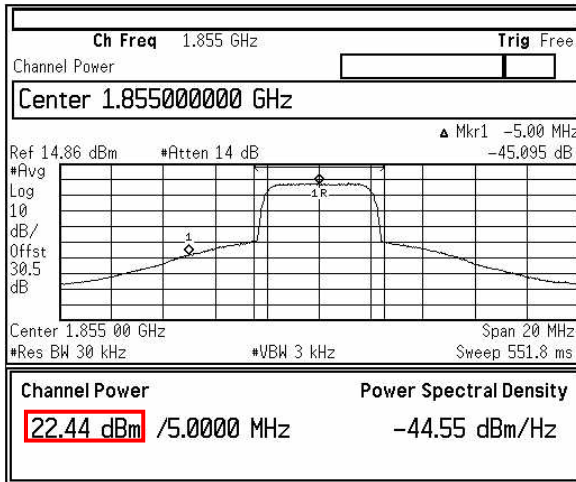 Ch Freq 1.855 GHz Trig Free
Channel Power
Center 1.855000000 GHz
▵ Mkr1 -5.00 MHz
Ref 14.86 dBm #Atten 14 dB -45.095 dB
#Avg
Log
10
dB/
Offst
30.5
dB
1R
1
Center 1.855 00 GHz Span 20 MHz
#Res BW 30 kHz #VBW 3 kHz Sweep 551.8 ms
Channel Power Power Spectral Density
22.44 dBm /5.0000 MHz -44.55 dBm/Hz